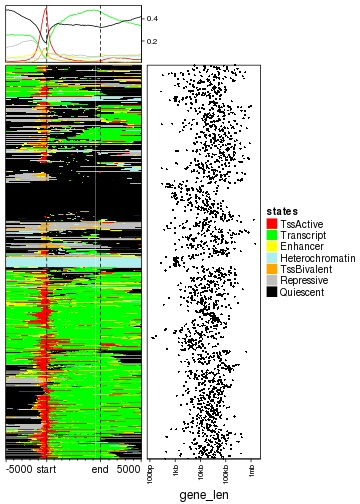 0.4
0.2
states
TssActive
Transcript
Enhancer
Heterochromatin
TssBivalent
Repressive
Quiescent
-5000 start end 5000
100bp 1kb 10kb 100kb 1mb
gene_len